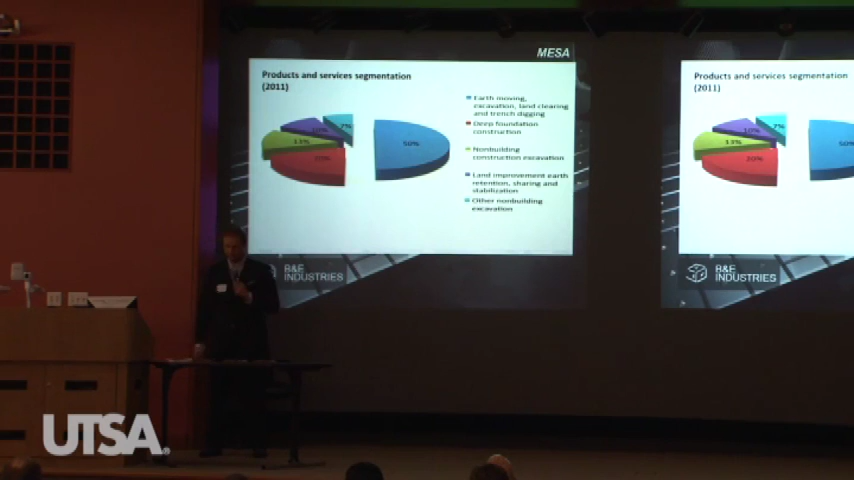 MESA
Products and services segmentation
(2011)
Earth moving,
excavation, land clearing
and trench digging
Deep foundation
construction
Nonbuilding
construction excavation
Land improvement earth
retention, sharing and
stabilization
Other nonbuilding
excavation
50%
20%
13%
10%
7%
B&E
INDUSTRIES
Products and services segmentation
(2011)
50%
20%
13%
10%
7%
B&E
INDUSTRIES
UTSA®